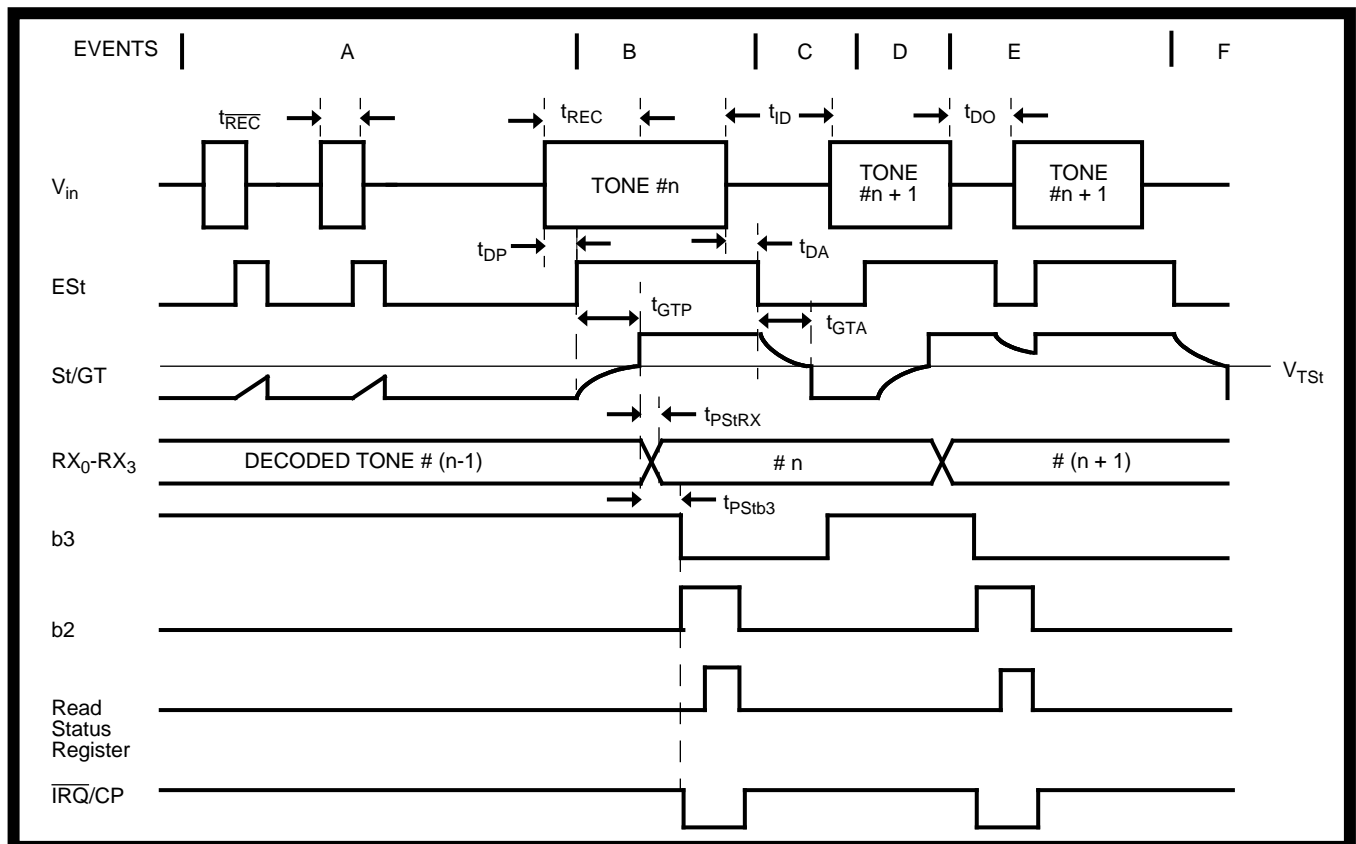 EVENTS A B C D E F
tREC tREC tID tDO
Vin TONE #n TONE #n + 1 TONE #n + 1
tDP tDA
ESt
tGTP tGTA
St/GT VTSt
tPStRX
RX0-RX3 DECODED TONE # (n-1) # n # (n + 1)
tPStb3
b3
b2
Read
Status
Register
IRQ/CP